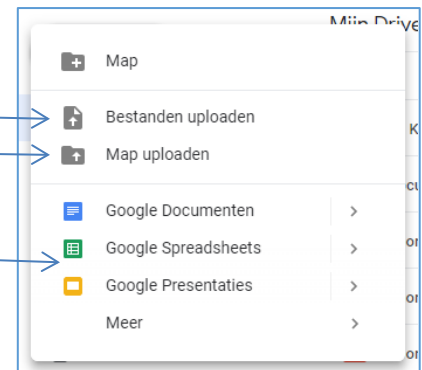 Mijn Drive
Map
Bestanden uploaden
Map uploaden
Google Documenten
Google Spreadsheets
Google Presentaties
Meer